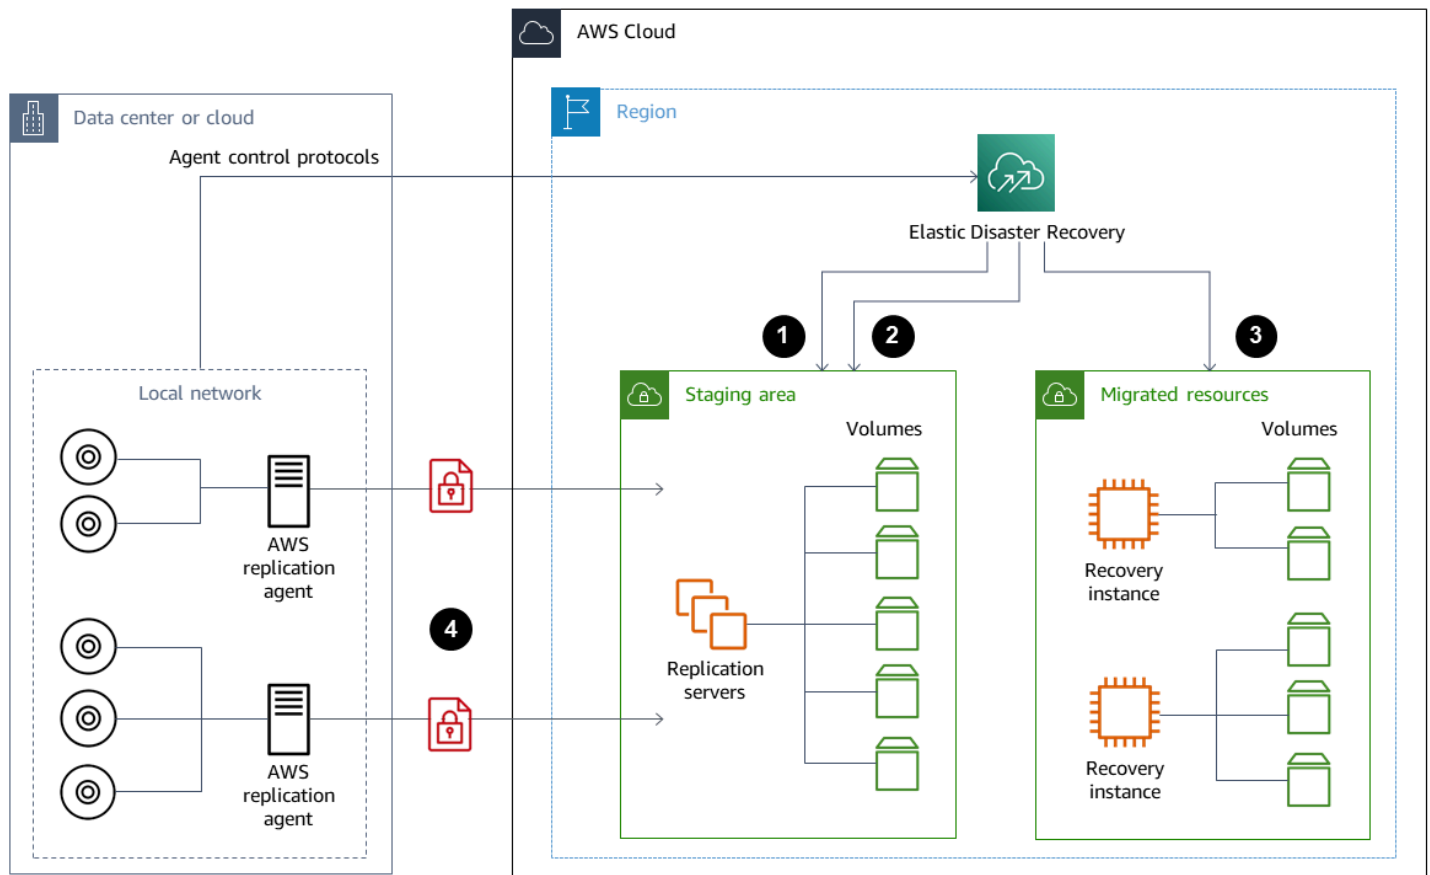 AWS Cloud
Data center or cloud
Region
Agent control protocols
Elastic Disaster Recovery
1
2
3
Local network
Staging area
Migrated resources
Volumes
Volumes
AWS
replication
agent
Recovery
instance
4
Replication
servers
AWS
replication
agent
Recovery
instance